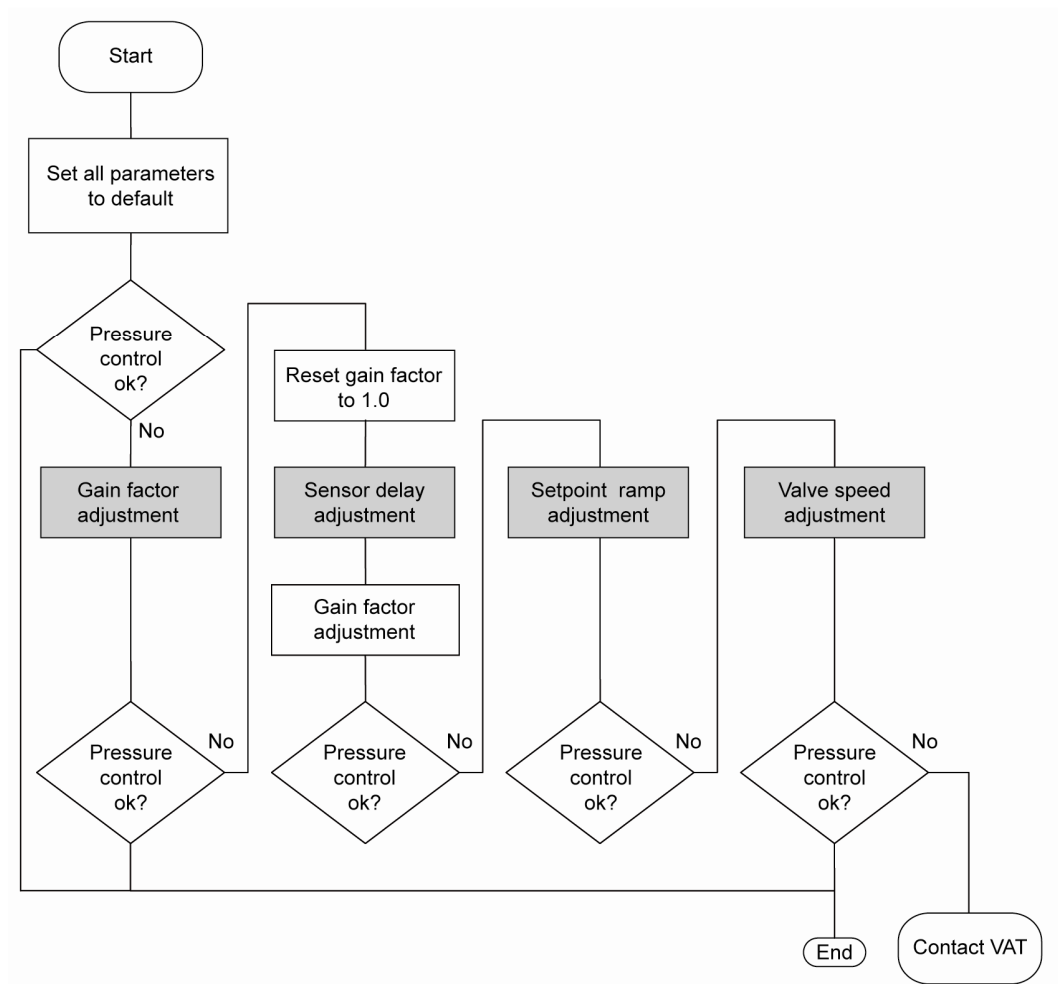 Start
Set all parameters
to default
Pressure
control
ok?
No
Gain factor
adjustment
Pressure
control
ok?
No
Reset gain factor
to 1.0
Sensor delay
adjustment
Gain factor
adjustment
Pressure
control
ok?
No
Setpoint ramp
adjustment
Pressure
control
ok?
No
Valve speed
adjustment
Pressure
control
ok?
No
End
Contact VAT